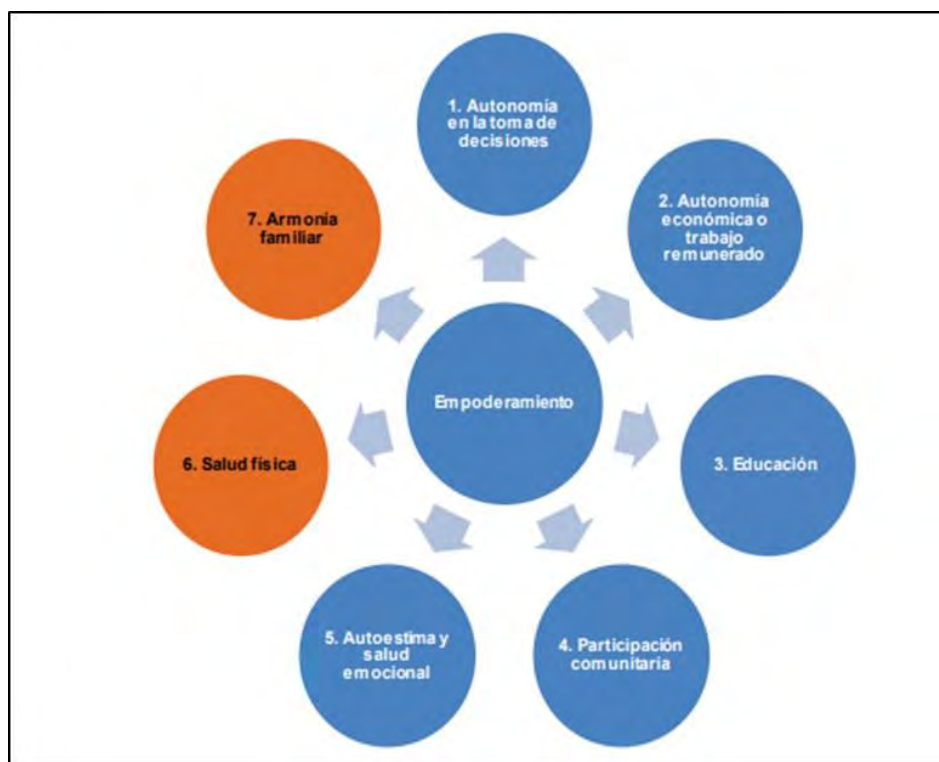 1. Autonomía
en la toma de
decisiones
2. Autonomía
económica o
trabajo
remunerado
3. Educación
4. Participación
comunitaria
5. Autoestima y
salud
emocional
6. Salud física
7. Armonía
familiar
Empoderamiento